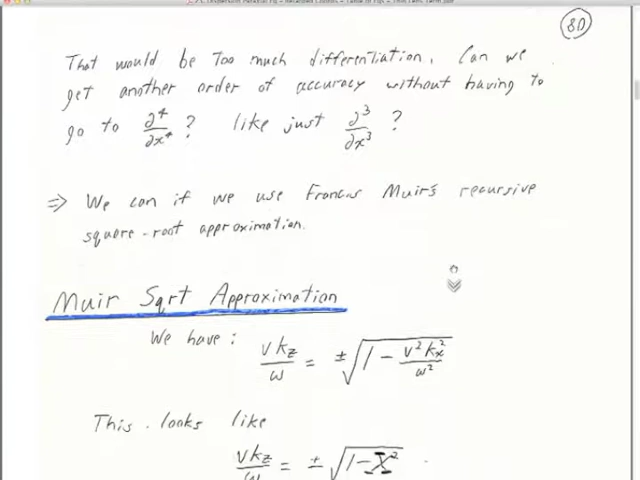 80
That would be too much differentiation. Can we
get another order of accuracy without having to
go to ∂⁴/∂x⁴ ? like just ∂³/∂x³ ?
⇒ We can if we use Francis Muir's recursive
square-root approximation.
Muir Sqrt Approximation
We have: vk_z/ω = ±√(1 - v²k_x²/ω²)
This looks like
vk_z/ω = ±√(1-X²)